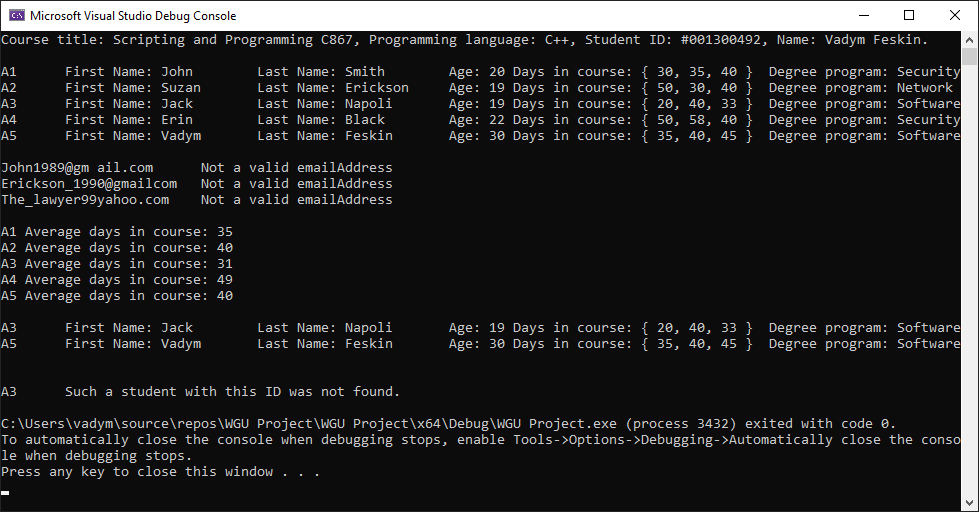 Microsoft Visual Studio Debug Console
Course title: Scripting and Programming C867, Programming language: C++, Student ID: #001300492, Name: Vadym Feskin.
A1 First Name: John Last Name: Smith Age: 20 Days in course: { 30, 35, 40 } Degree program: Security
A2 First Name: Suzan Last Name: Erickson Age: 19 Days in course: { 50, 30, 40 } Degree program: Network
A3 First Name: Jack Last Name: Napoli Age: 19 Days in course: { 20, 40, 33 } Degree program: Software
A4 First Name: Erin Last Name: Black Age: 22 Days in course: { 50, 58, 40 } Degree program: Security
A5 First Name: Vadym Last Name: Feskin Age: 30 Days in course: { 35, 40, 45 } Degree program: Software
John1989@gm ail.com Not a valid emailAddress
Erickson_1990@gmailcom Not a valid emailAddress
The_lawyer99yahoo.com Not a valid emailAddress
A1 Average days in course: 35
A2 Average days in course: 40
A3 Average days in course: 31
A4 Average days in course: 49
A5 Average days in course: 40
A3 First Name: Jack Last Name: Napoli Age: 19 Days in course: { 20, 40, 33 } Degree program: Software
A5 First Name: Vadym Last Name: Feskin Age: 30 Days in course: { 35, 40, 45 } Degree program: Software
A3 Such a student with this ID was not found.
C:\Users\vadym\source\repos\WGU Project\WGU Project\x64\Debug\WGU Project.exe (process 3432) exited with code 0.
To automatically close the console when debugging stops, enable Tools->Options->Debugging->Automatically close the conso
le when debugging stops.
Press any key to close this window . . .